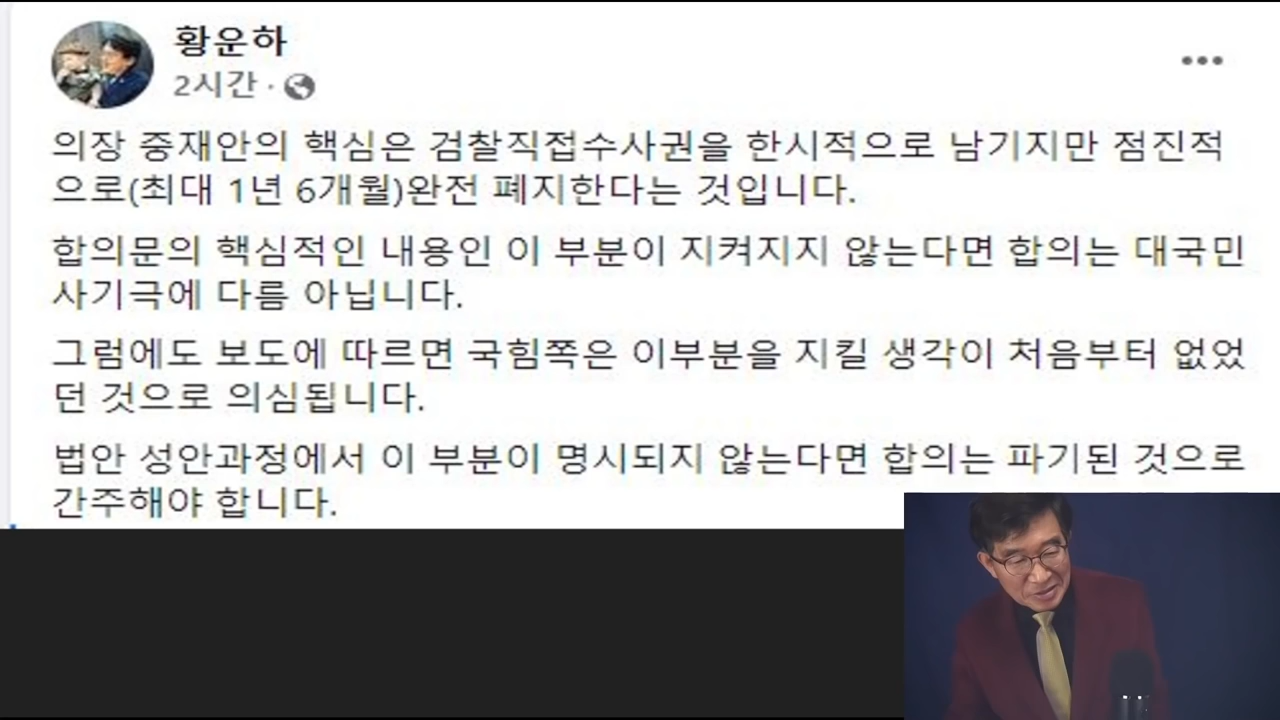 황운하
2시간 ·
의장 중재안의 핵심은 검찰직접수사권을 한시적으로 남기지만 점진적
으로(최대 1년 6개월)완전 폐지한다는 것입니다.
합의문의 핵심적인 내용인 이 부분이 지켜지지 않는다면 합의는 대국민
사기극에 다름 아닙니다.
그럼에도 보도에 따르면 국힘쪽은 이부분을 지킬 생각이 처음부터 없었
던 것으로 의심됩니다.
법안 성안과정에서 이 부분이 명시되지 않는다면 합의는 파기된 것으로
간주해야 합니다.